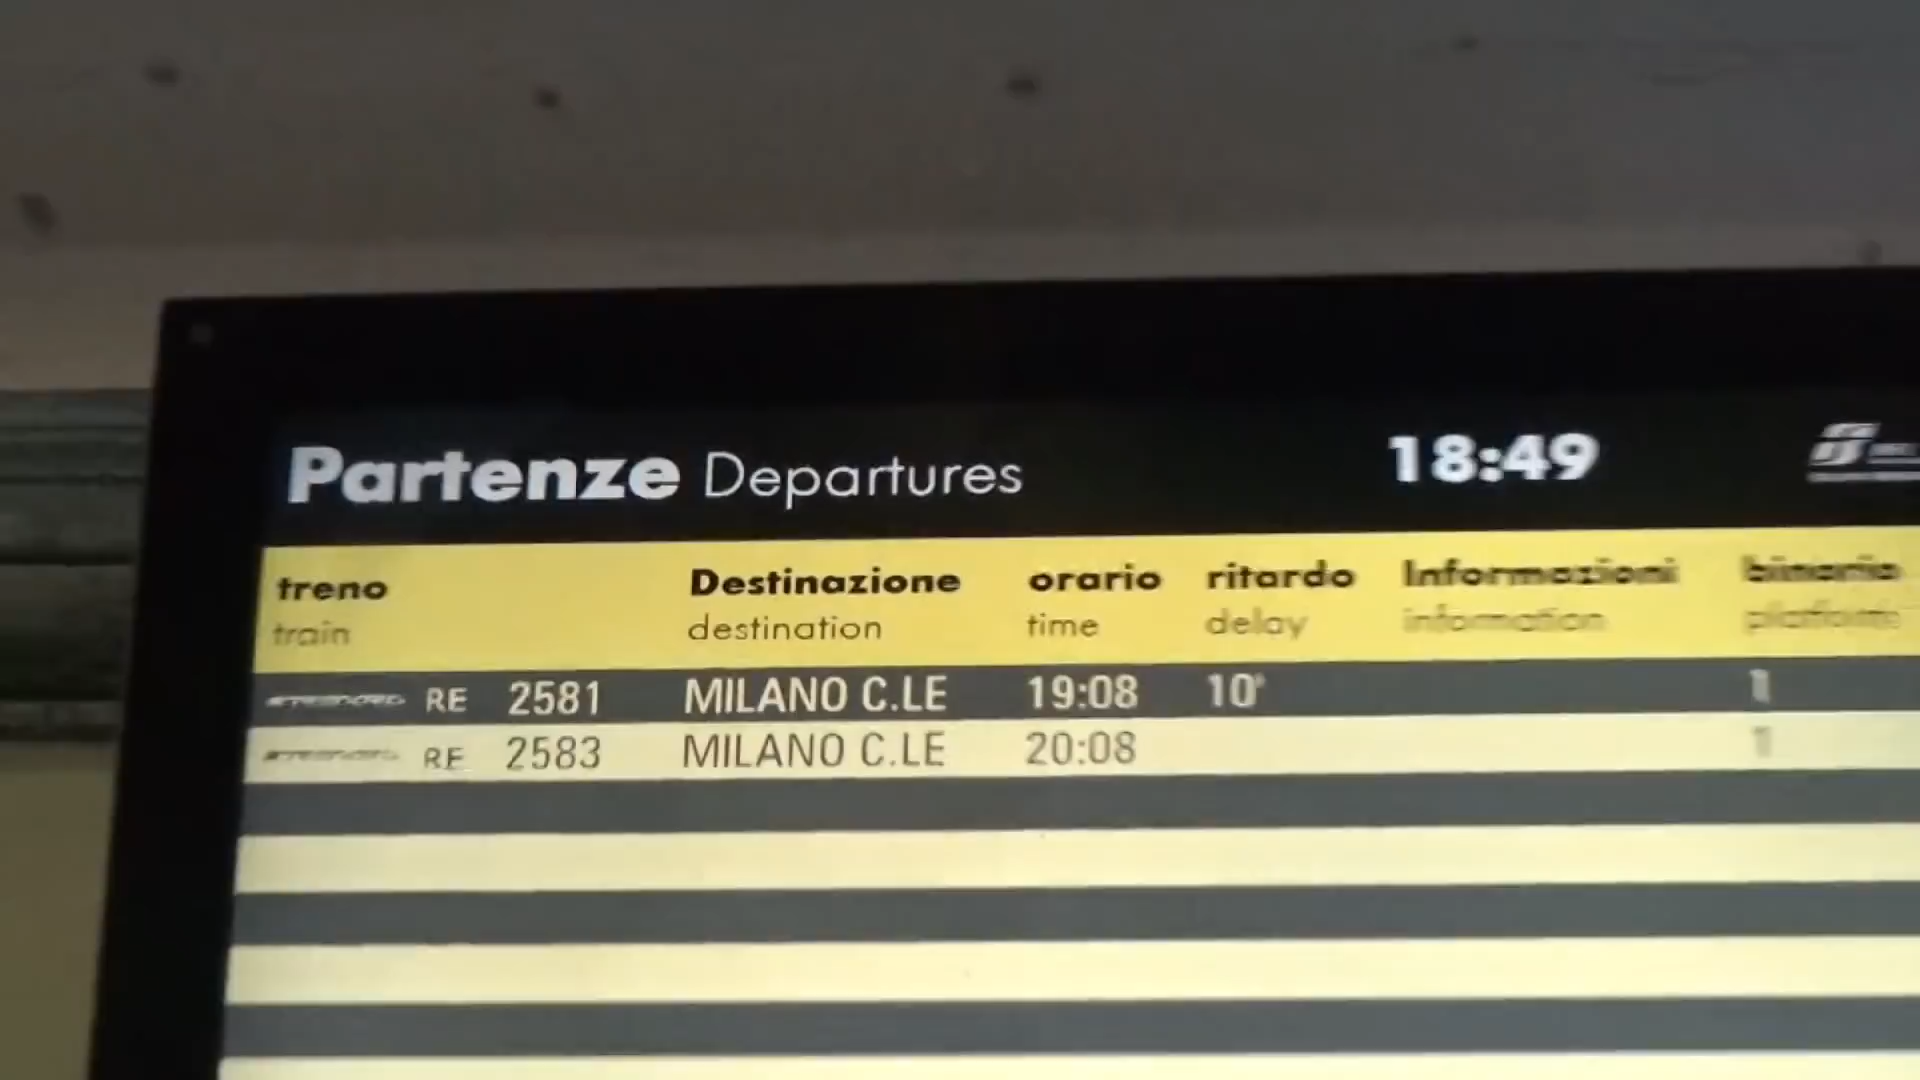 Partenze Departures 18:49
treno Destinazione orario ritardo Informazioni binario
train destination time delay information platform
RE 2581 MILANO C.LE 19:08 10' 1
RE 2583 MILANO C.LE 20:08 1